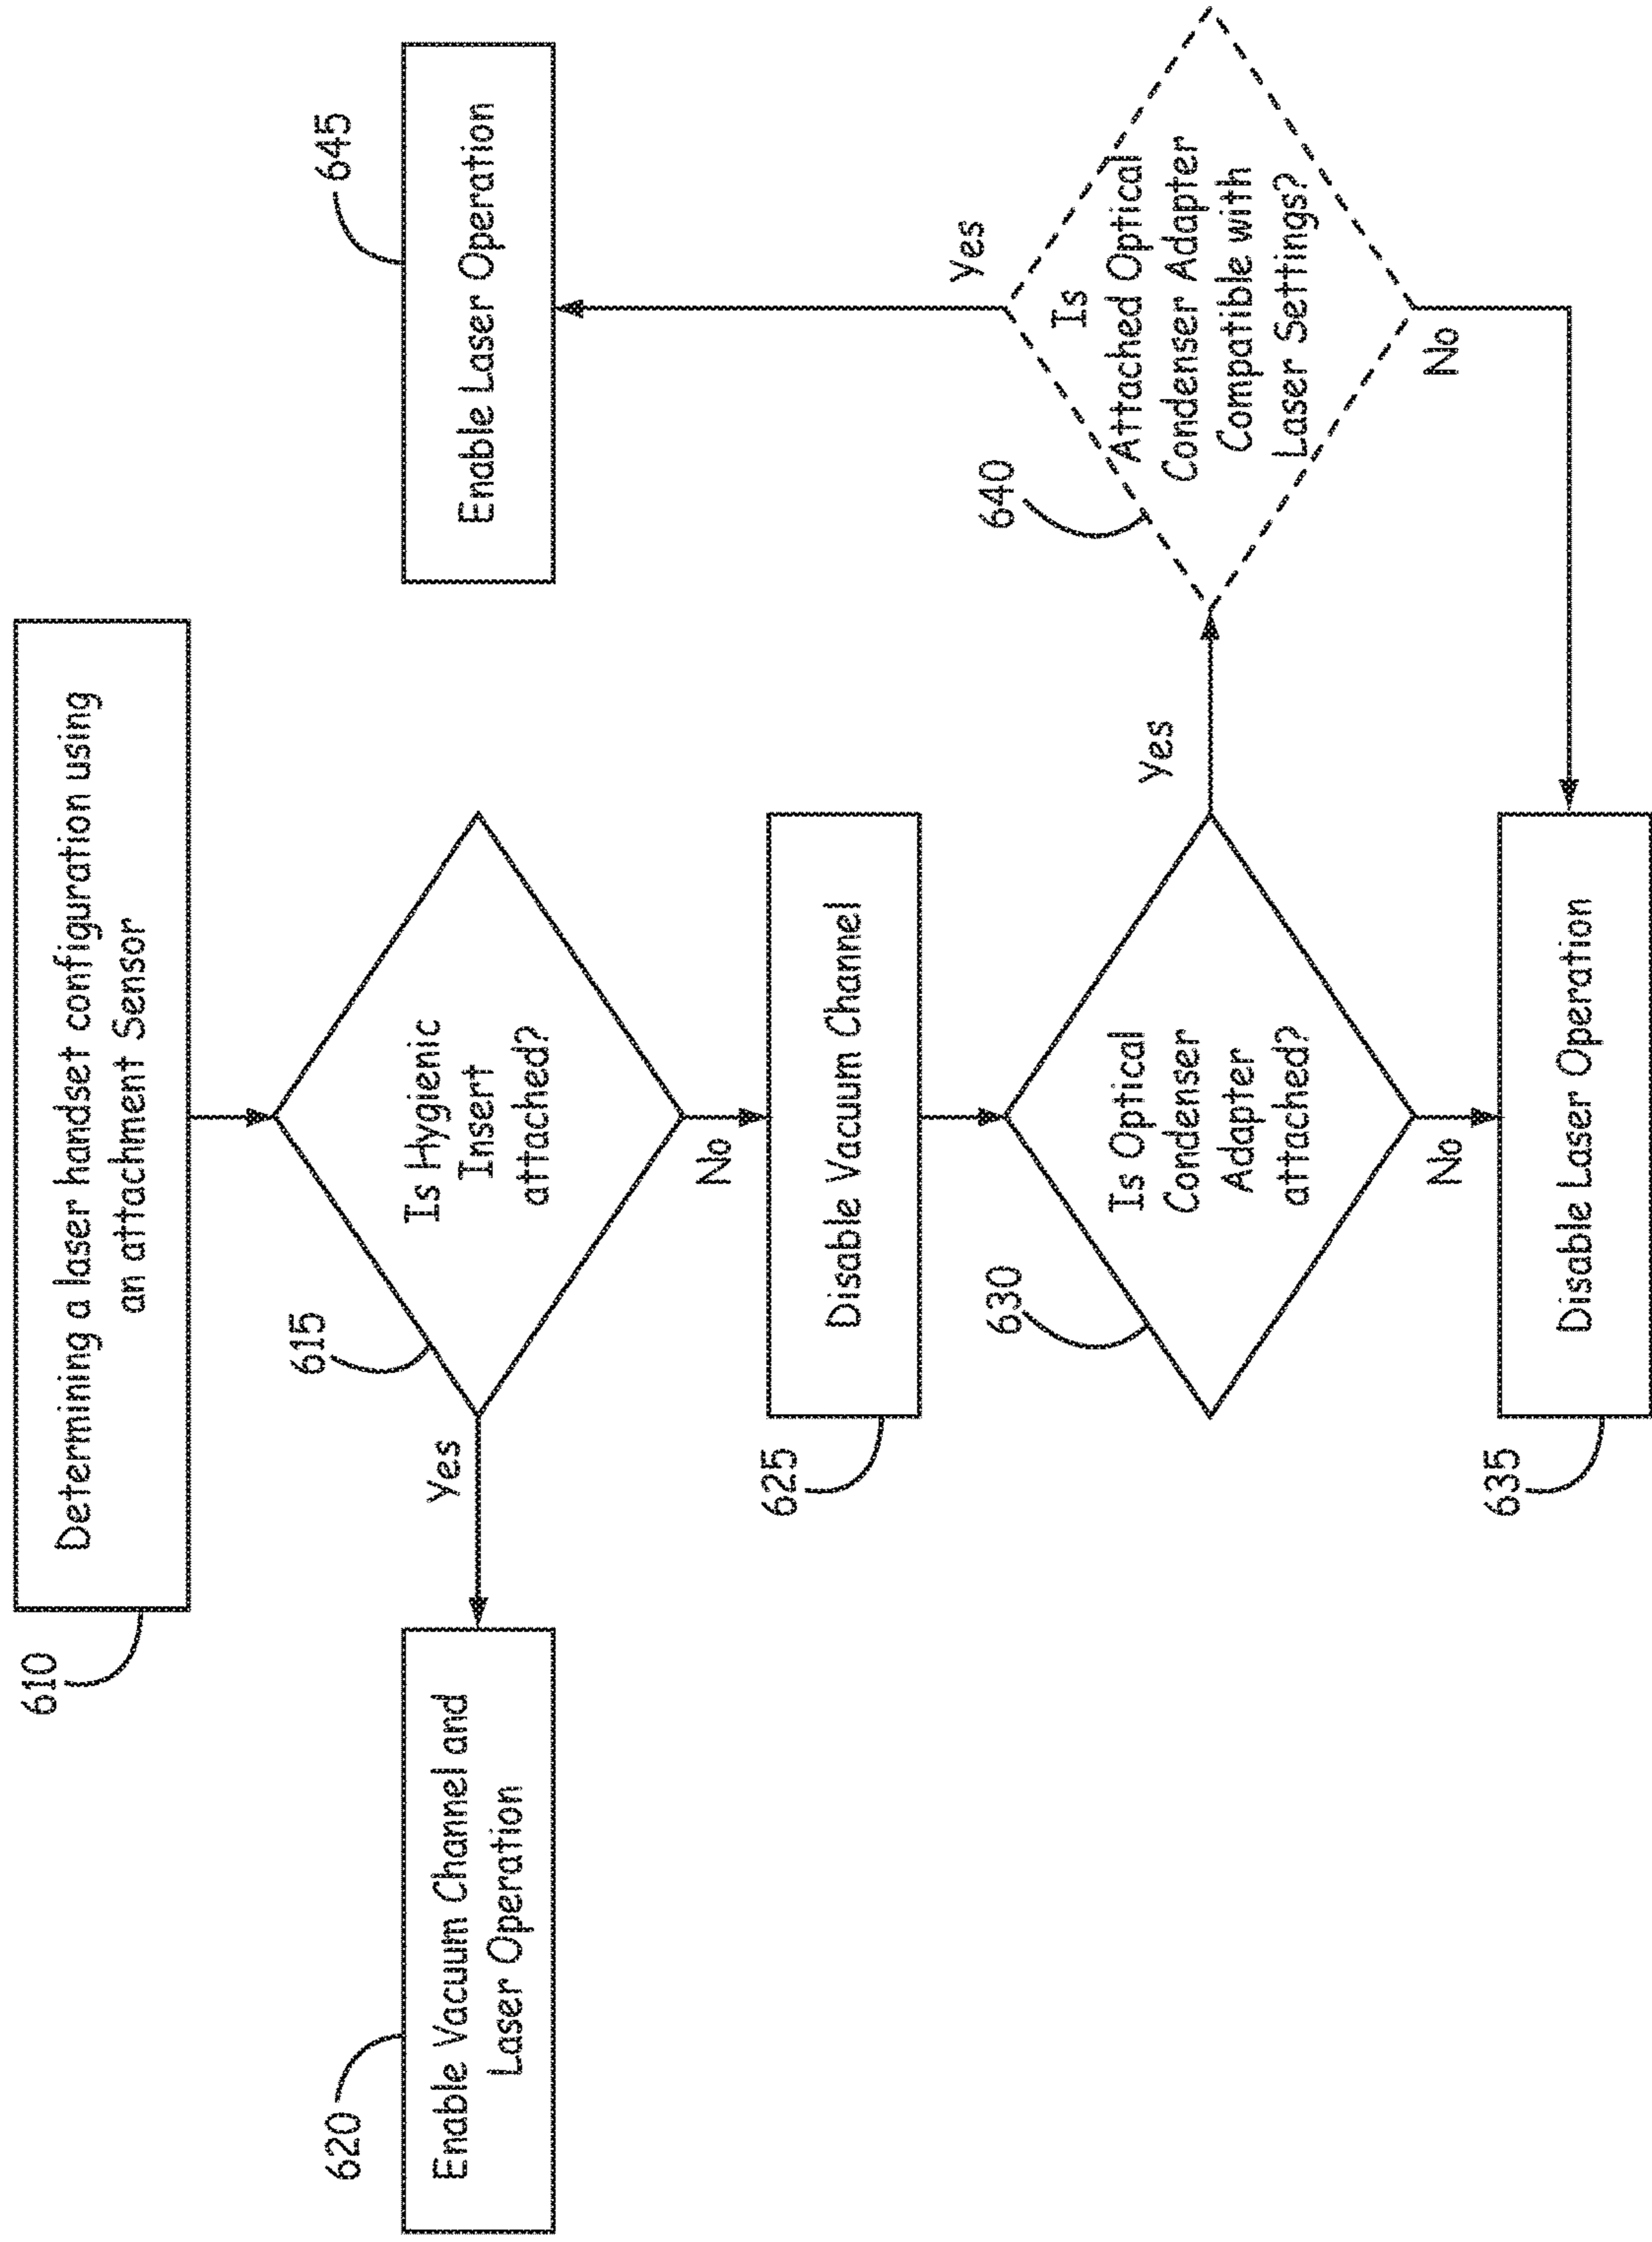 610
Determining a laser handset configuration using
an attachment Sensor
615
Is Hygienic
Insert
attached?
Yes
620
Enable Vacuum Channel and
Laser Operation
No
625
Disable Vacuum Channel
630
Is Optical
Condenser
Adapter
attached?
Yes
640
Is
Attached Optical
Condenser Adapter
Compatible with
Laser Settings?
Yes
645
Enable Laser Operation
No
No
635
Disable Laser Operation